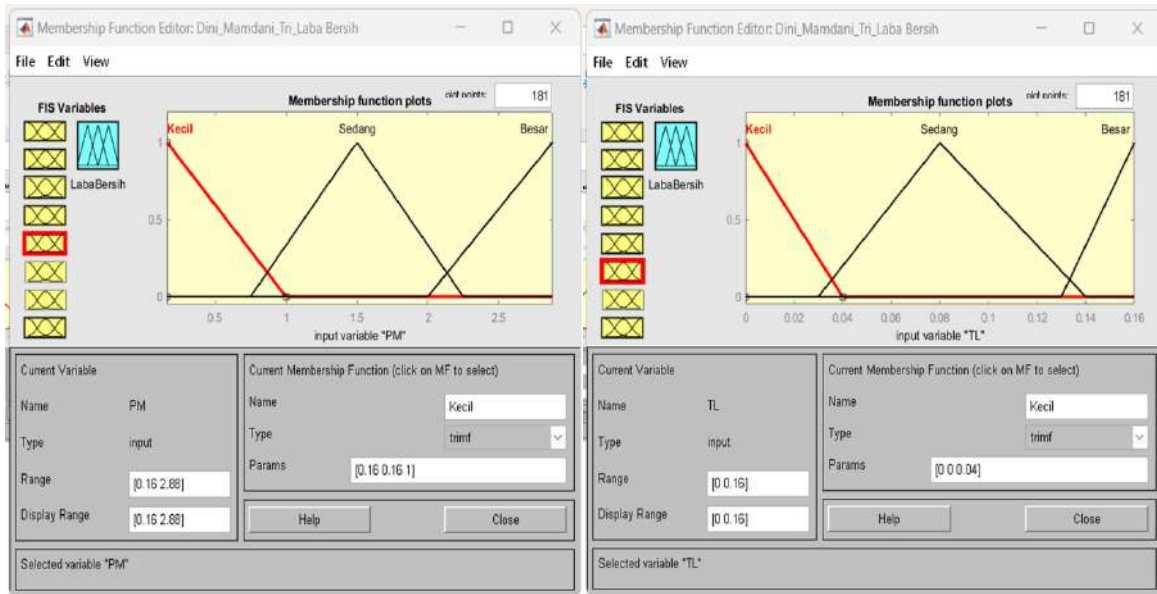 Membership Function Editor: Dini_Mamdani_Tri_Laba Bersih
File Edit View
FIS Variables
LabaBersih
Membership function plots
plot points:
181
Kecil
Sedang
Besar
1
0.5
0
0.5
1
1.5
2
2.5
input variable "PM"
Current Variable
Name PM
Type input
Range [0.16 2.88]
Display Range [0.16 2.88]
Current Membership Function (click on MF to select)
Name Kecil
Type trimf
Params [0.16 0.16 1]
Help
Close
Selected variable "PM"
Membership Function Editor: Dini_Mamdani_Tri_Laba Bersih
File Edit View
FIS Variables
LabaBersih
Membership function plots
plot points:
181
Kecil
Sedang
Besar
1
0.5
0
0
0.02
0.04
0.06
0.08
0.1
0.12
0.14
0.16
input variable "TL"
Current Variable
Name TL
Type input
Range [0 0.16]
Display Range [0 0.16]
Current Membership Function (click on MF to select)
Name Kecil
Type trimf
Params [0 0 0.04]
Help
Close
Selected variable "TL"